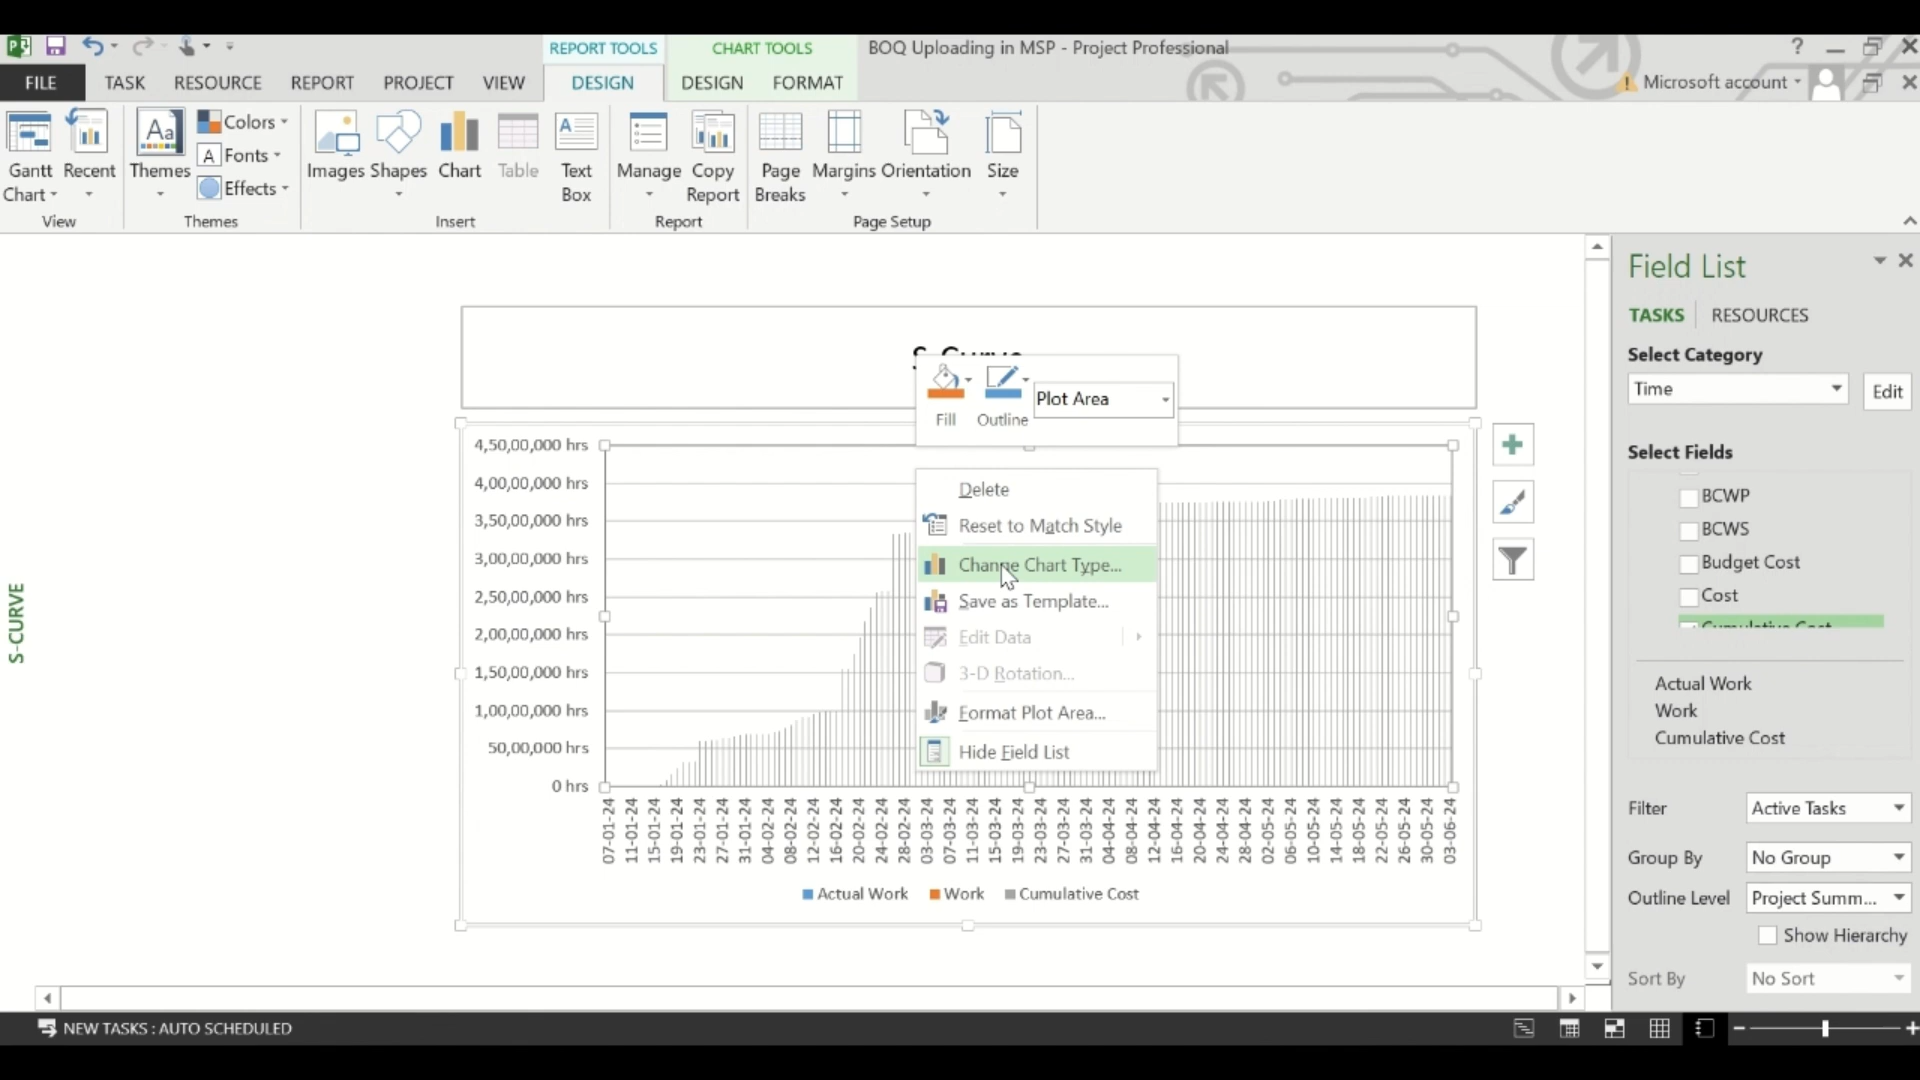 REPORT TOOLS CHART TOOLS BOQ Uploading in MSP - Project Professional ?
FILE TASK RESOURCE REPORT PROJECT VIEW DESIGN DESIGN FORMAT Microsoft account
Gantt Chart
Recent
Themes
Colors
Fonts
Effects
Images
Shapes
Chart
Table
Text Box
Manage
Copy Report
Page Breaks
Margins
Orientation
Size
View Themes Insert Report Page Setup
S-CURVE
S-Curve
Fill
Outline
Plot Area
Delete
Reset to Match Style
Change Chart Type...
Save as Template...
Edit Data
3-D Rotation...
Format Plot Area...
Hide Field List
4,50,00,000 hrs
4,00,00,000 hrs
3,50,00,000 hrs
3,00,00,000 hrs
2,50,00,000 hrs
2,00,00,000 hrs
1,50,00,000 hrs
1,00,00,000 hrs
50,00,000 hrs
0 hrs
07-01-24
11-01-24
15-01-24
19-01-24
23-01-24
27-01-24
31-01-24
04-02-24
08-02-24
12-02-24
16-02-24
20-02-24
24-02-24
28-02-24
03-03-24
07-03-24
11-03-24
15-03-24
19-03-24
23-03-24
27-03-24
31-03-24
04-04-24
08-04-24
12-04-24
16-04-24
20-04-24
24-04-24
28-04-24
02-05-24
06-05-24
10-05-24
14-05-24
18-05-24
22-05-24
26-05-24
30-05-24
03-06-24
Actual Work Work Cumulative Cost
Field List
TASKS RESOURCES
Select Category
Time Edit
Select Fields
BCWP
BCWS
Budget Cost
Cost
Cumulative Cost
Actual Work
Work
Cumulative Cost
Filter Active Tasks
Group By No Group
Outline Level Project Summ...
Show Hierarchy
Sort By No Sort
NEW TASKS : AUTO SCHEDULED